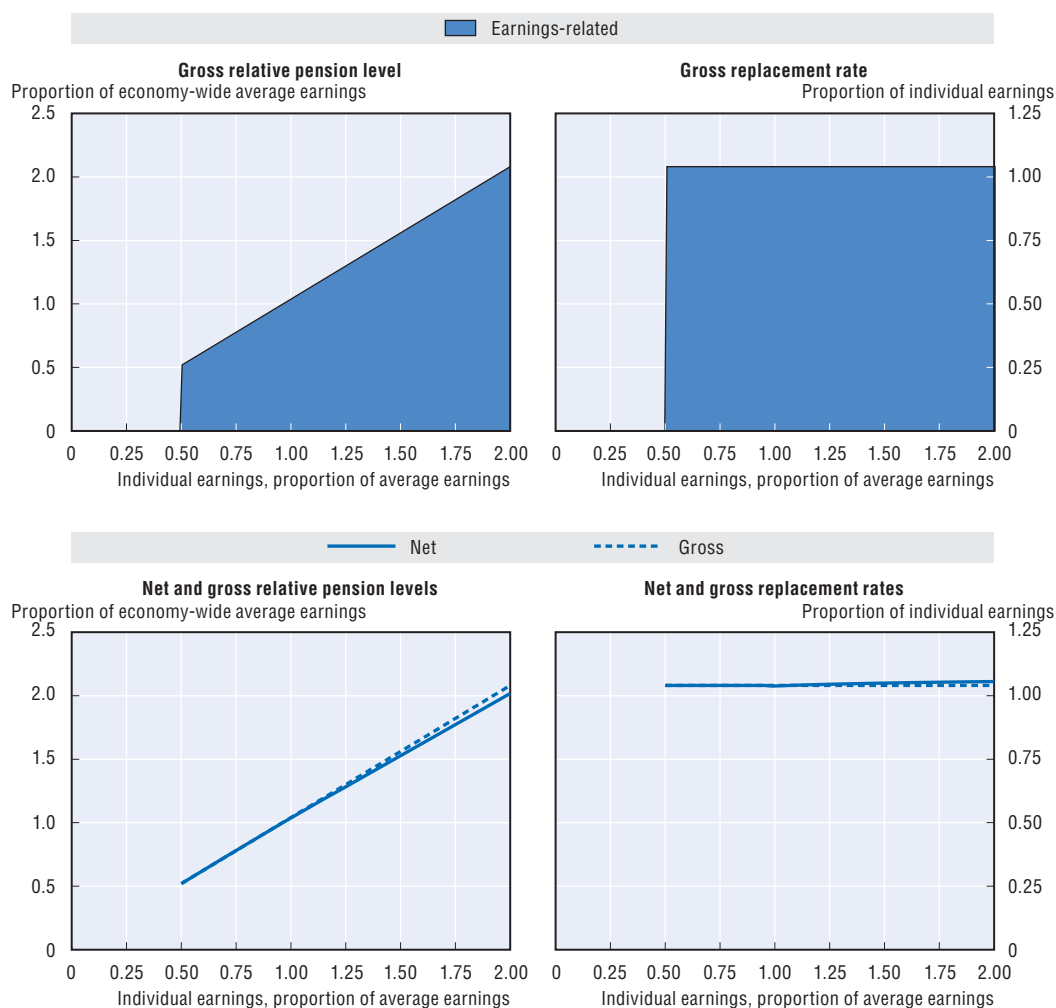 Earnings-related
Gross relative pension level
Proportion of economy-wide average earnings
2.5
2.0
1.5
1.0
0.5
0
0 0.25 0.50 0.75 1.00 1.25 1.50 1.75 2.00
Individual earnings, proportion of average earnings
Gross replacement rate
Proportion of individual earnings
1.25
1.00
0.75
0.50
0.25
0
0 0.25 0.50 0.75 1.00 1.25 1.50 1.75 2.00
Individual earnings, proportion of average earnings
Net Gross
Net and gross relative pension levels
Proportion of economy-wide average earnings
2.5
2.0
1.5
1.0
0.5
0
0 0.25 0.50 0.75 1.00 1.25 1.50 1.75 2.00
Individual earnings, proportion of average earnings
Net and gross replacement rates
Proportion of individual earnings
1.25
1.00
0.75
0.50
0.25
0
0 0.25 0.50 0.75 1.00 1.25 1.50 1.75 2.00
Individual earnings, proportion of average earnings